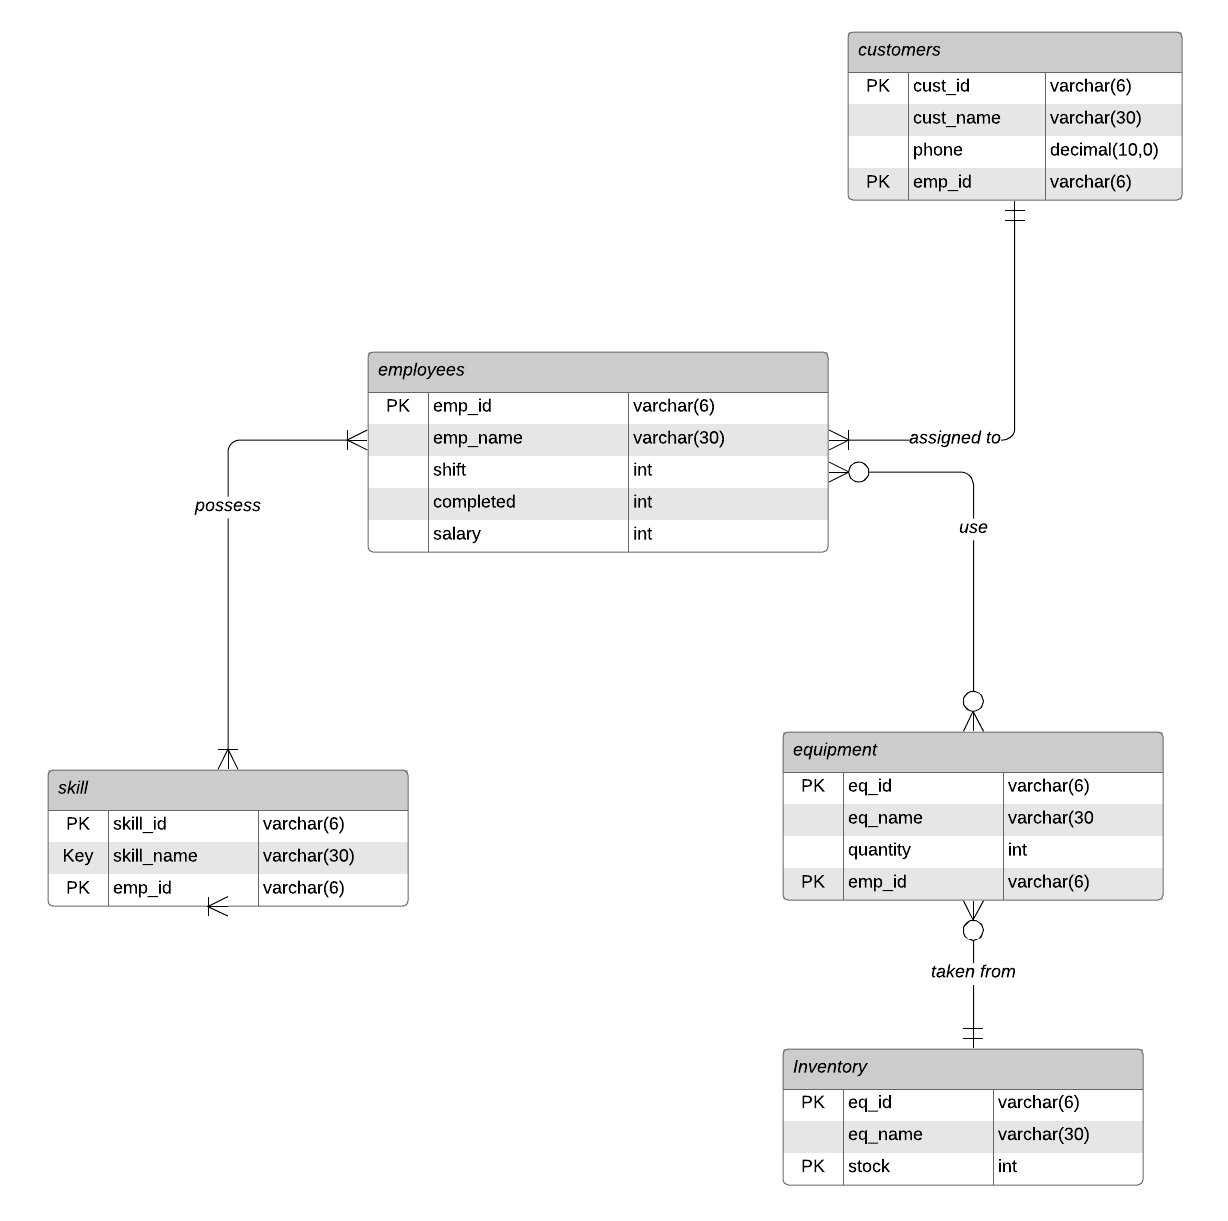 customers
PK cust_id varchar(6)
cust_name varchar(30)
phone decimal(10,0)
PK emp_id varchar(6)
employees
PK emp_id varchar(6)
emp_name varchar(30)
shift int
completed int
salary int
assigned to
possess
use
equipment
PK eq_id varchar(6)
eq_name varchar(30
quantity int
PK emp_id varchar(6)
skill
PK skill_id varchar(6)
Key skill_name varchar(30)
PK emp_id varchar(6)
taken from
Inventory
PK eq_id varchar(6)
eq_name varchar(30)
PK stock int